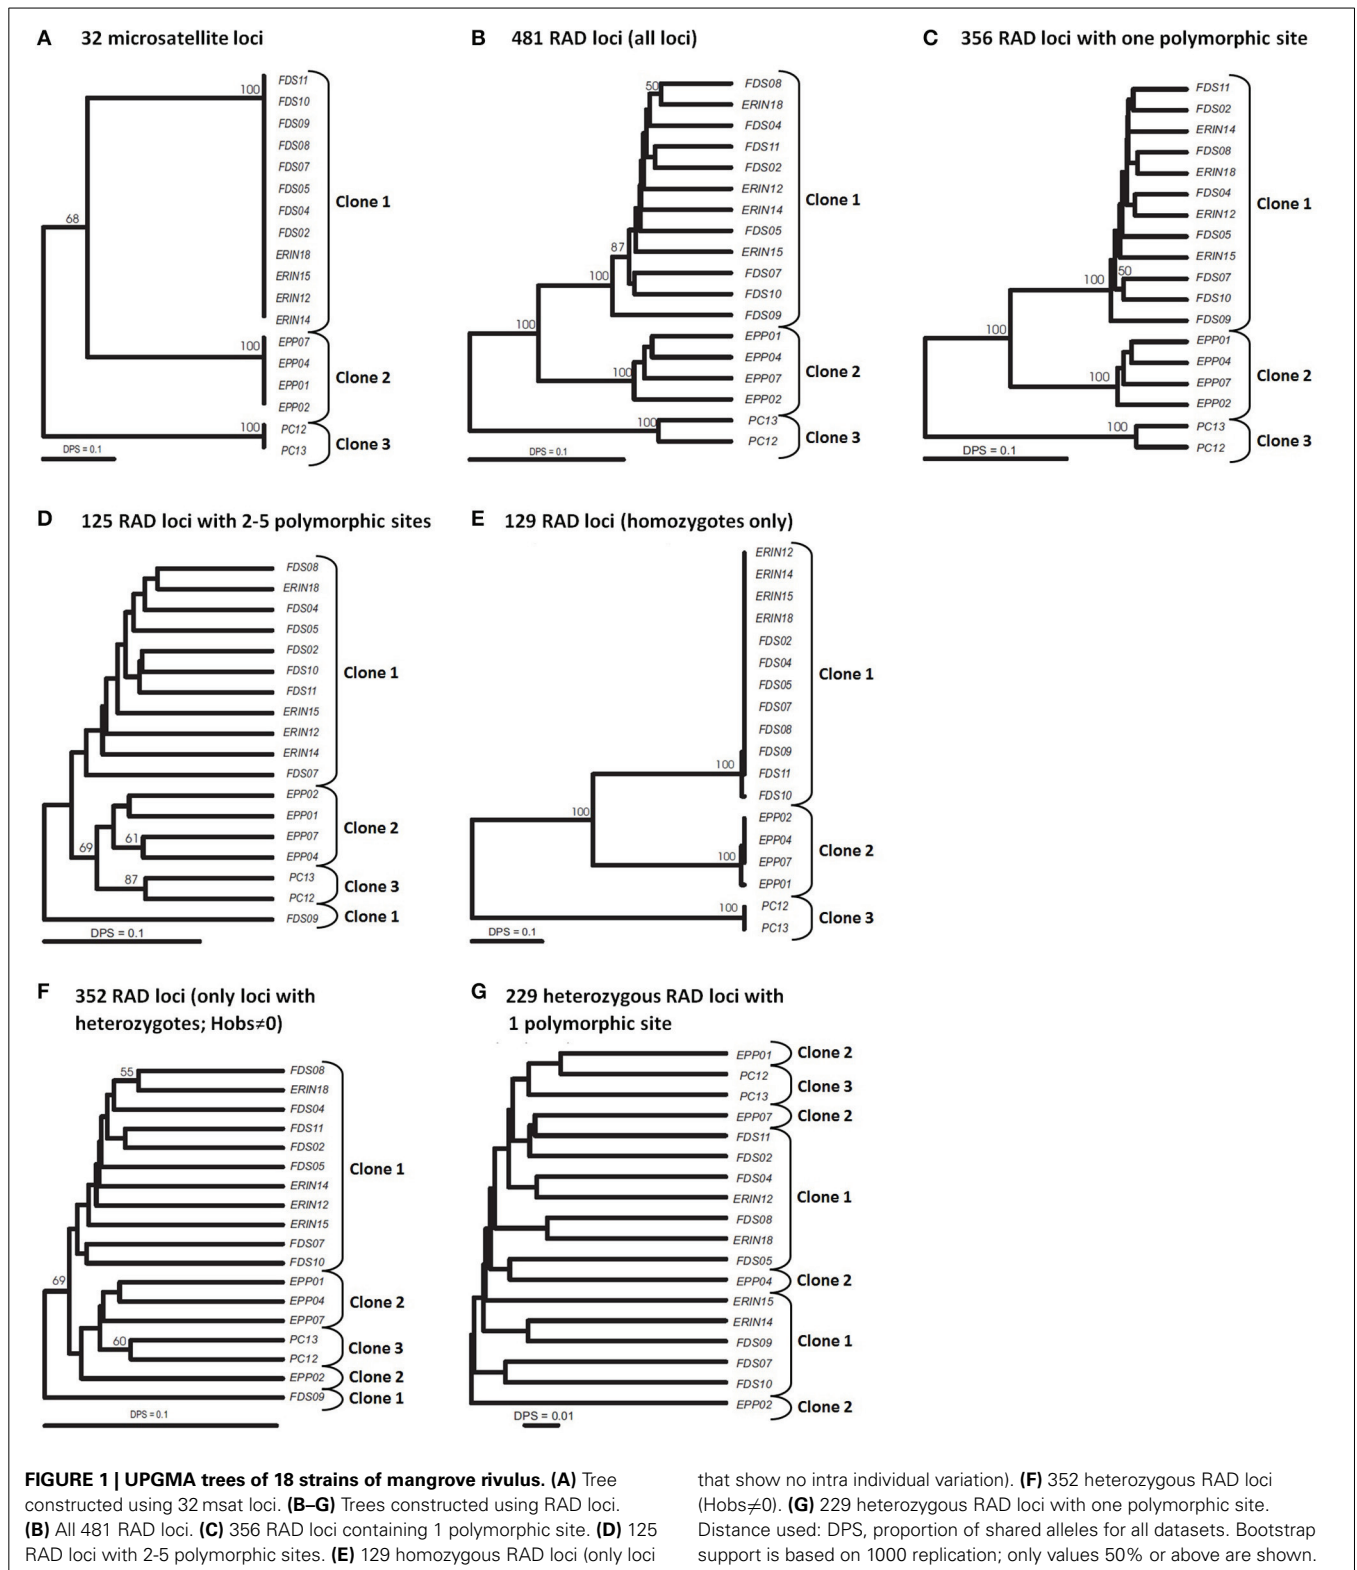 A 32 microsatellite loci
FDS11
100
FDS10
FDS09
FDS08
FDS07
FDS05
Clone 1
FDS04
68
FDS02
ERIN18
ERIN15
ERIN12
ERIN14
EPP07
100
EPP04
Clone 2
EPP01
EPP02
PC12
100
Clone 3
PC13
DPS = 0.1
B 481 RAD loci (all loci)
50
FDS08
ERIN18
FDS04
FDS11
FDS02
ERIN12
Clone 1
ERIN14
FDS05
87
ERIN15
100
FDS07
FDS10
FDS09
100
EPP01
EPP04
100
Clone 2
EPP07
EPP02
PC13
100
Clone 3
PC12
DPS = 0.1
C 356 RAD loci with one polymorphic site
FDS11
FDS02
ERIN14
FDS08
ERIN18
FDS04
Clone 1
ERIN12
FDS05
ERIN15
50
100
FDS07
FDS10
FDS09
100
EPP01
EPP04
100
Clone 2
EPP07
EPP02
PC13
100
Clone 3
PC12
DPS = 0.1
D 125 RAD loci with 2-5 polymorphic sites
FDS08
ERIN18
FDS04
FDS05
FDS02
FDS10
Clone 1
FDS11
ERIN15
ERIN12
ERIN14
FDS07
EPP02
EPP01
Clone 2
61
EPP07
69
EPP04
87
PC13
Clone 3
PC12
FDS09
Clone 1
DPS = 0.1
E 129 RAD loci (homozygotes only)
ERIN12
ERIN14
ERIN15
ERIN18
FDS02
FDS04
Clone 1
FDS05
FDS07
FDS08
FDS09
100
FDS11
FDS10
100
EPP02
EPP04
Clone 2
100
EPP07
EPP01
PC12
100
Clone 3
PC13
DPS = 0.1
F 352 RAD loci (only loci with
heterozygotes; Hobs≠0)
55
FDS08
ERIN18
FDS04
FDS11
FDS02
FDS05
Clone 1
ERIN14
ERIN12
ERIN15
FDS07
FDS10
69
EPP01
EPP04
Clone 2
EPP07
60
PC13
Clone 3
PC12
EPP02
Clone 2
FDS09
Clone 1
DPS = 0.1
G 229 heterozygous RAD loci with
1 polymorphic site
EPP01
Clone 2
PC12
Clone 3
PC13
EPP07
Clone 2
FDS11
FDS02
FDS04
Clone 1
ERIN12
FDS08
ERIN18
FDS05
EPP04
Clone 2
ERIN15
ERIN14
FDS09
Clone 1
FDS07
FDS10
EPP02
Clone 2
DPS = 0.01
FIGURE 1 | UPGMA trees of 18 strains of mangrove rivulus. (A) Tree
constructed using 32 msat loci. (B–G) Trees constructed using RAD loci.
(B) All 481 RAD loci. (C) 356 RAD loci containing 1 polymorphic site. (D) 125
RAD loci with 2-5 polymorphic sites. (E) 129 homozygous RAD loci (only loci
that show no intra individual variation). (F) 352 heterozygous RAD loci
(Hobs≠0). (G) 229 heterozygous RAD loci with one polymorphic site.
Distance used: DPS, proportion of shared alleles for all datasets. Bootstrap
support is based on 1000 replication; only values 50% or above are shown.